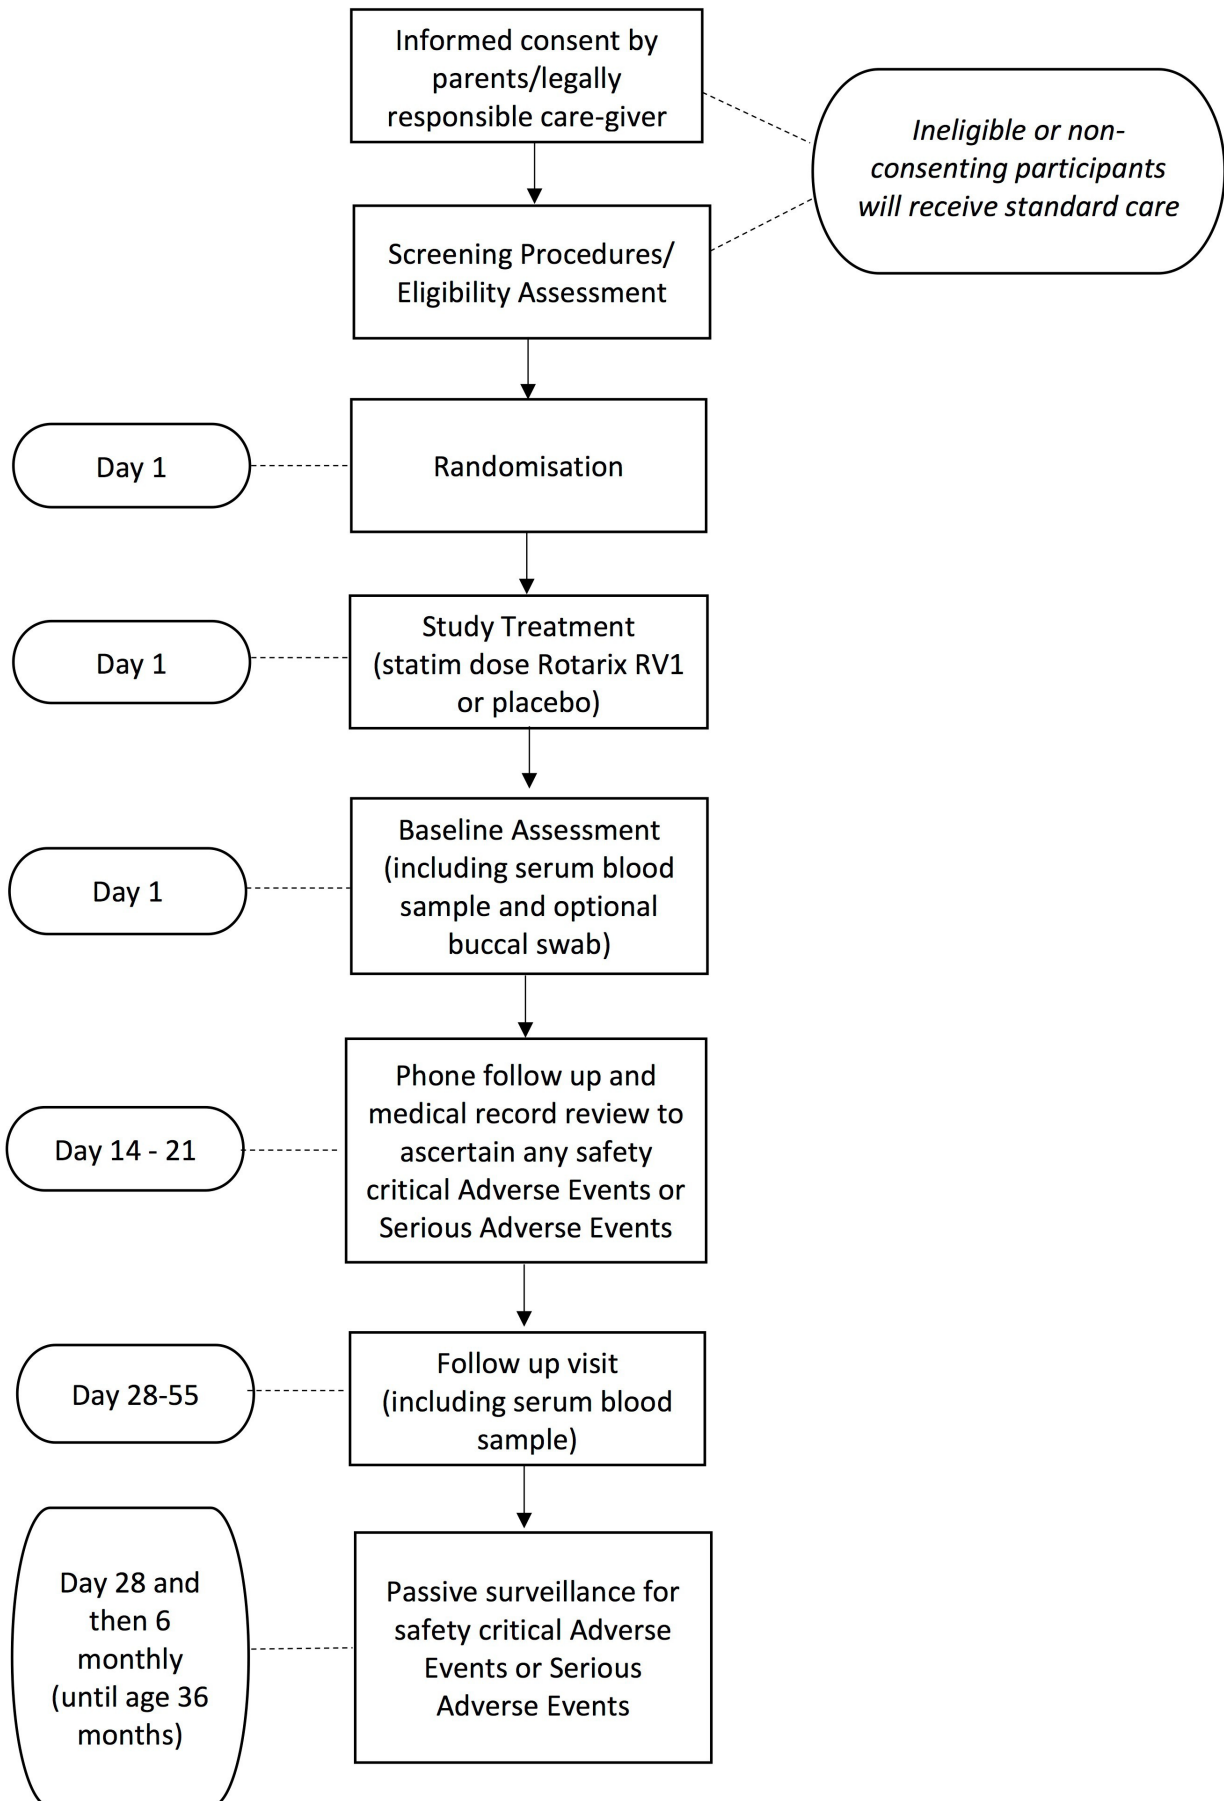 Informed consent by
parents/legally
responsible care-giver
Ineligible or non-
consenting participants
will receive standard care
Screening Procedures/
Eligibility Assessment
Day 1
Randomisation
Day 1
Study Treatment
(statim dose Rotarix RV1
or placebo)
Day 1
Baseline Assessment
(including serum blood
sample and optional
buccal swab)
Day 14 - 21
Phone follow up and
medical record review to
ascertain any safety
critical Adverse Events or
Serious Adverse Events
Day 28-55
Follow up visit
(including serum blood
sample)
Day 28 and
then 6
monthly
(until age 36
months)
Passive surveillance for
safety critical Adverse
Events or Serious
Adverse Events